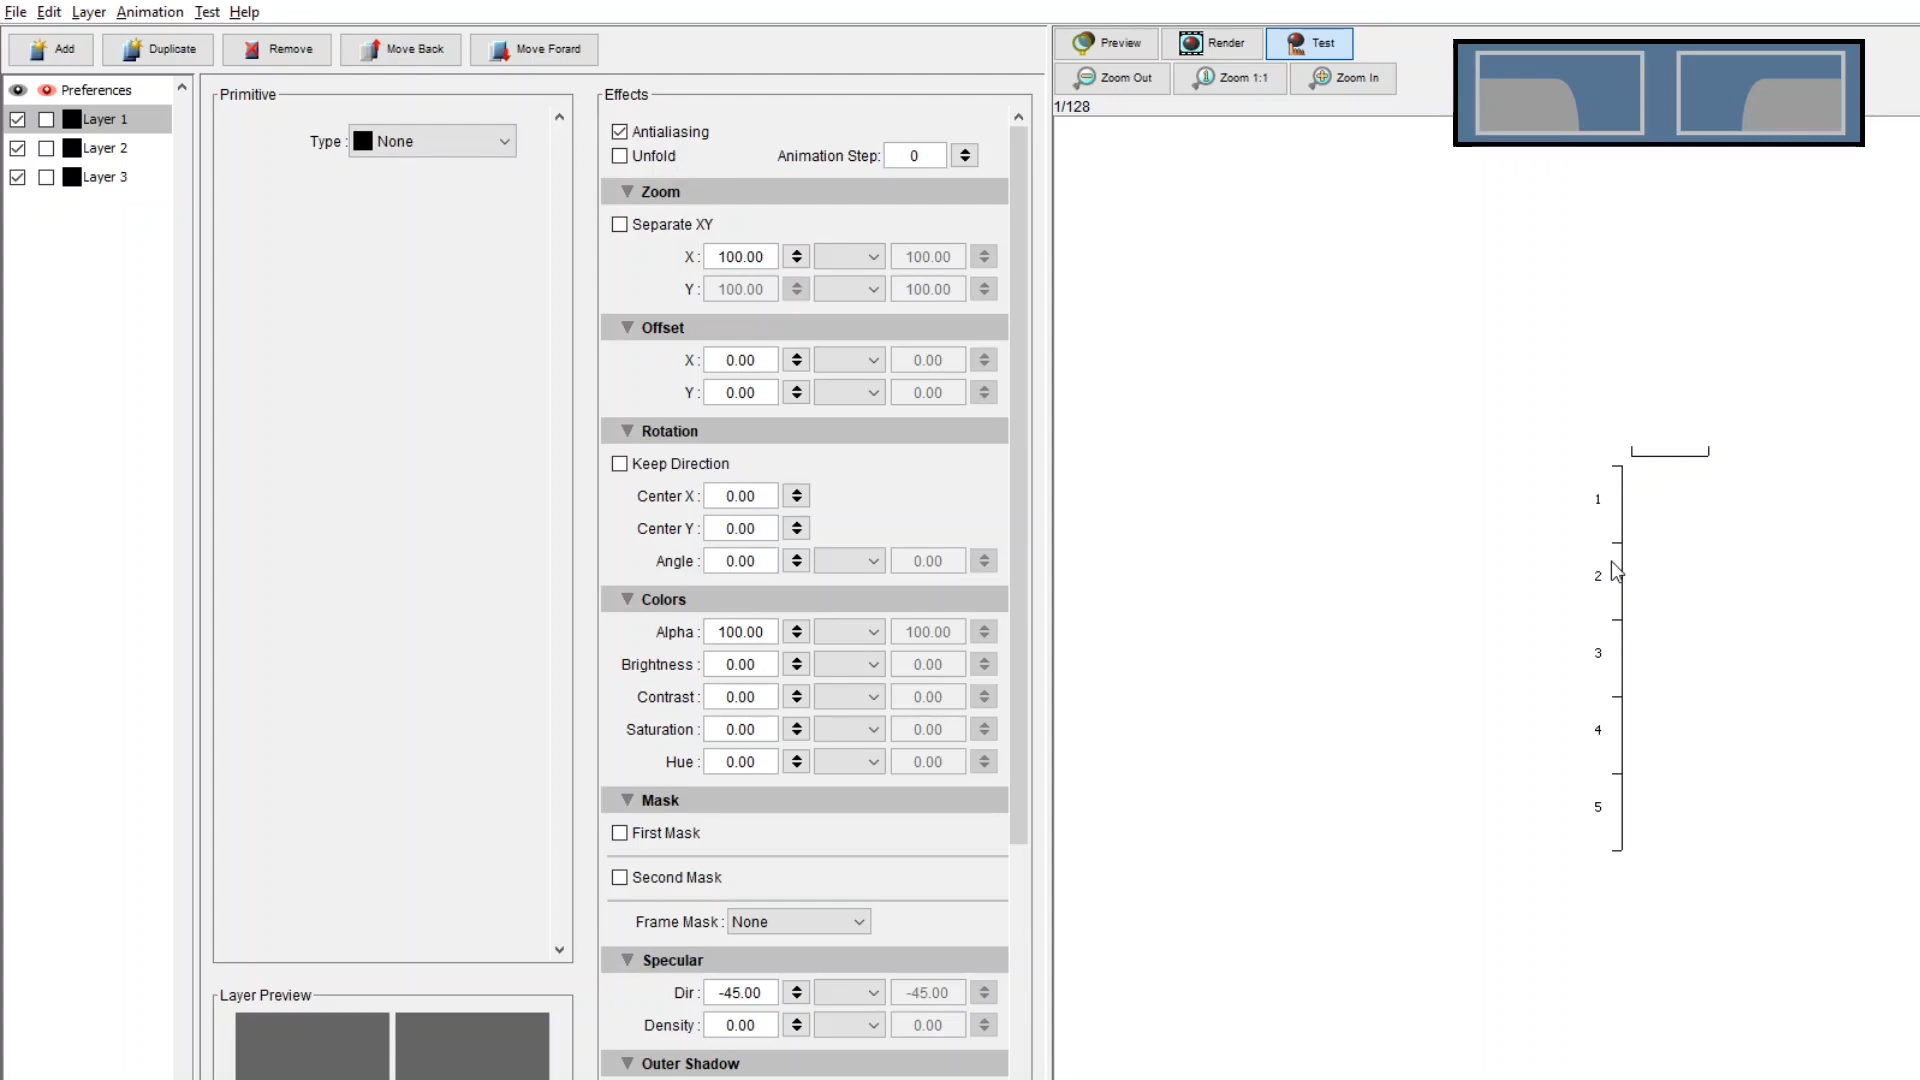 File Edit Layer Animation Test Help
Add Duplicate Remove Move Back Move Forard
Preview Render Test
Zoom Out Zoom 1:1 Zoom In
1/128
Preferences
Layer 1
Layer 2
Layer 3
Primitive
Type : None
Layer Preview
Effects
Antialiasing
Unfold Animation Step: 0
Zoom
Separate XY
X : 100.00 100.00
Y : 100.00 100.00
Offset
X : 0.00 0.00
Y : 0.00 0.00
Rotation
Keep Direction
Center X : 0.00
Center Y : 0.00
Angle : 0.00 0.00
Colors
Alpha : 100.00 100.00
Brightness : 0.00 0.00
Contrast : 0.00 0.00
Saturation : 0.00 0.00
Hue : 0.00 0.00
Mask
First Mask
Second Mask
Frame Mask : None
Specular
Dir : -45.00 -45.00
Density : 0.00 0.00
Outer Shadow
1
2
3
4
5